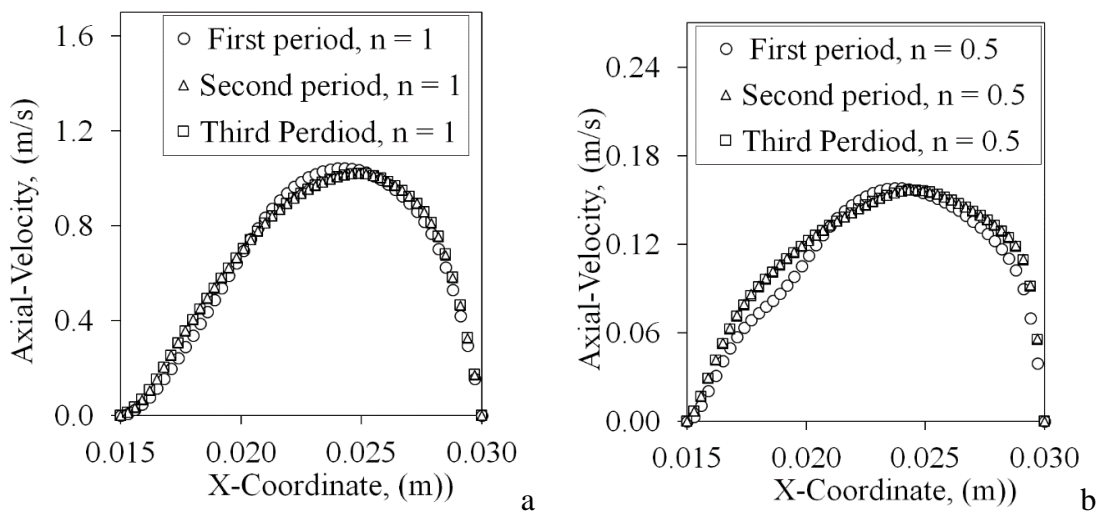 1.6
1.2
0.8
0.4
0.0
Axial-Velocity, (m/s)
First period, n = 1
Second period, n = 1
Third Perdiod, n = 1
0.015 0.020 0.025 0.030
X-Coordinate, (m))
a
0.24
0.18
0.12
0.06
0.00
Axial-Velocity, (m/s)
First period, n = 0.5
Second period, n = 0.5
Third Perdiod, n = 0.5
0.015 0.020 0.025 0.030
X-Coordinate, (m))
b